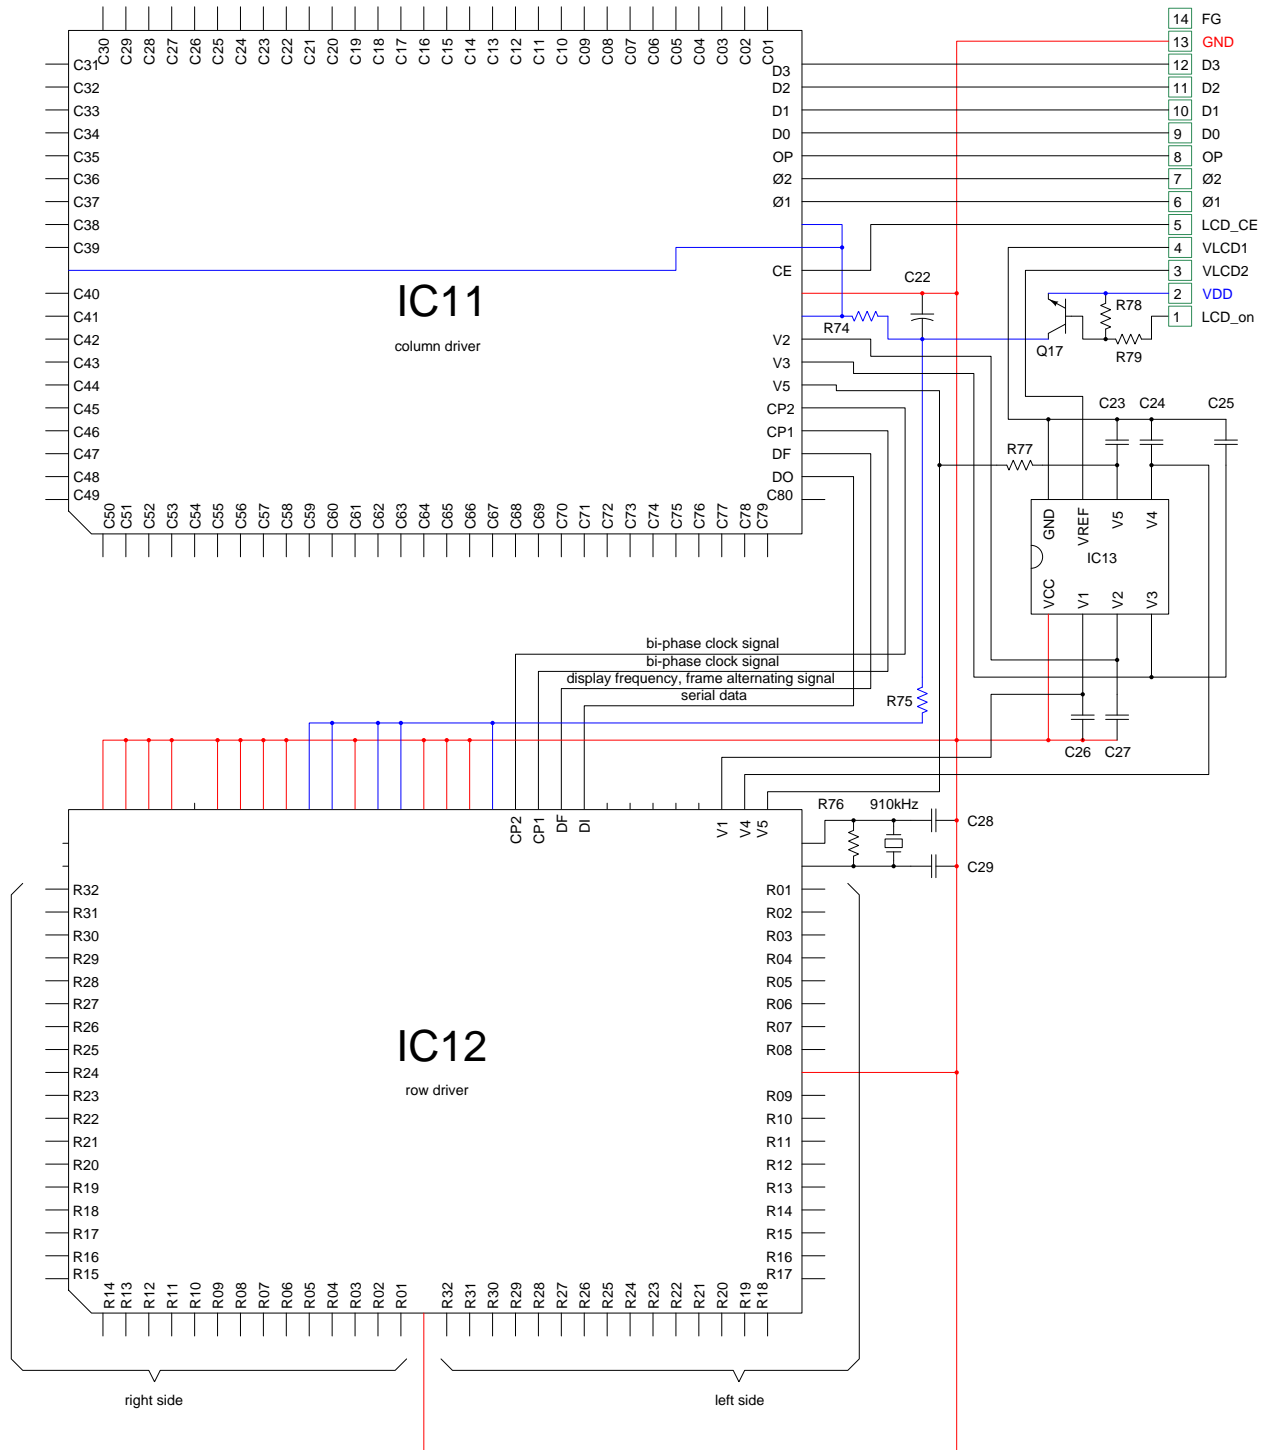 C30 C29 C28 C27 C26 C25 C24 C23 C22 C21 C20 C19 C18 C17 C16 C15 C14 C13 C12 C11 C10 C09 C08 C07 C06 C05 C04 C03 C02 C01
C31
C32
C33
C34
C35
C36
C37
C38
C39
C40
C41
C42
C43
C44
C45
C46
C47
C48
C49
IC11
column driver
D3
D2
D1
D0
OP
Ø2
Ø1
CE
V2
V3
V5
CP2
CP1
DF
DO
C80
C50 C51 C52 C53 C54 C55 C56 C57 C58 C59 C60 C61 C62 C63 C64 C65 C66 C67 C68 C69 C70 C71 C72 C73 C74 C75 C76 C77 C78 C79
14 FG
13 GND
12 D3
11 D2
10 D1
9 D0
8 OP
7 Ø2
6 Ø1
5 LCD_CE
4 VLCD1
3 VLCD2
2 VDD
1 LCD_on
C22
R74
Q17
R78
R79
C23 C24 C25
R77
GND VREF V5 V4
IC13
VCC V1 V2 V3
C26 C27
R75
bi-phase clock signal
bi-phase clock signal
display frequency, frame alternating signal
serial data
CP2 CP1 DF DI V1 V4 V5
R76 910kHz
C28
C29
R32
R31
R30
R29
R28
R27
R26
R25
R24
R23
R22
R21
R20
R19
R18
R17
R16
R15
IC12
row driver
R01
R02
R03
R04
R05
R06
R07
R08
R09
R10
R11
R12
R13
R14
R15
R16
R17
R14 R13 R12 R11 R10 R09 R08 R07 R06 R05 R04 R03 R02 R01 R32 R31 R30 R29 R28 R27 R26 R25 R24 R23 R22 R21 R20 R19 R18
right side
left side